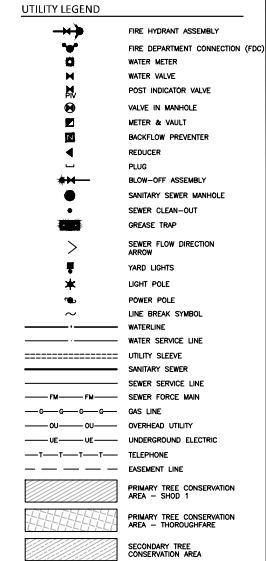 UTILITY LEGEND
FIRE HYDRANT ASSEMBLY
FIRE DEPARTMENT CONNECTION (FDC)
WATER METER
WATER VALVE
PIV POST INDICATOR VALVE
VALVE IN MANHOLE
METER & VAULT
BACKFLOW PREVENTER
REDUCER
PLUG
BLOW-OFF ASSEMBLY
SANITARY SEWER MANHOLE
SEWER CLEAN-OUT
GREASE TRAP
SEWER FLOW DIRECTION
ARROW
YARD LIGHTS
LIGHT POLE
POWER POLE
LINE BREAK SYMBOL
WATERLINE
WATER SERVICE LINE
UTILITY SLEEVE
SANITARY SEWER
SEWER SERVICE LINE
FM FM SEWER FORCE MAIN
G G G G GAS LINE
OU OU OVERHEAD UTILITY
UE UE UNDERGROUND ELECTRIC
T T T T TELEPHONE
EASEMENT LINE
PRIMARY TREE CONSERVATION
AREA - SHOD 1
PRIMARY TREE CONSERVATION
AREA - THOROUGHFARE
SECONDARY TREE
CONSERVATION AREA